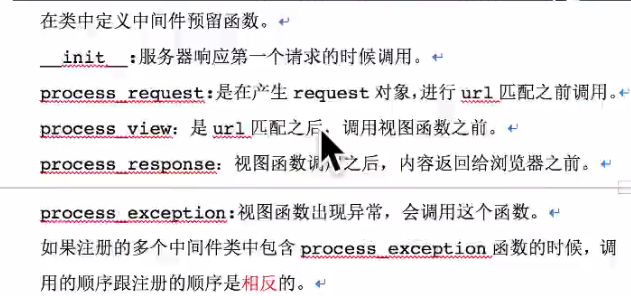 在类中定义中间件预留函数。
__init__:服务器响应第一个请求的时候调用。
process_request:是在产生 request 对象,进行 url 匹配之前调用。
process_view: 是 url 匹配之后, 调用视图函数之前。
process_response: 视图函数调之后, 内容返回给浏览器之前。
process_exception:视图函数出现异常, 会调用这个函数。
如果注册的多个中间件类中包含 process_exception 函数的时候, 调
用的顺序跟注册的顺序是相反的。